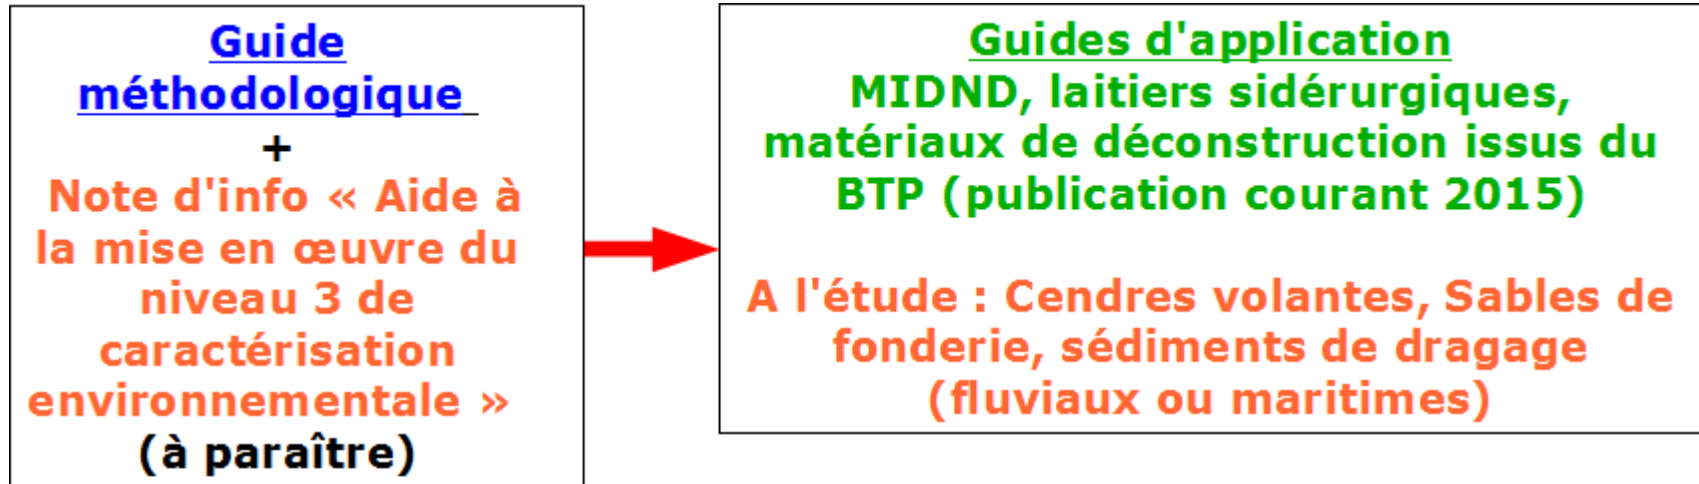 Guide
méthodologique
+
Note d'info « Aide à
la mise en œuvre du
niveau 3 de
caractérisation
environnementale »
(à paraître)
Guides d'application
MIDND, laitiers sidérurgiques,
matériaux de déconstruction issus du
BTP (publication courant 2015)
A l'étude : Cendres volantes, Sables de
fonderie, sédiments de dragage
(fluviaux ou maritimes)